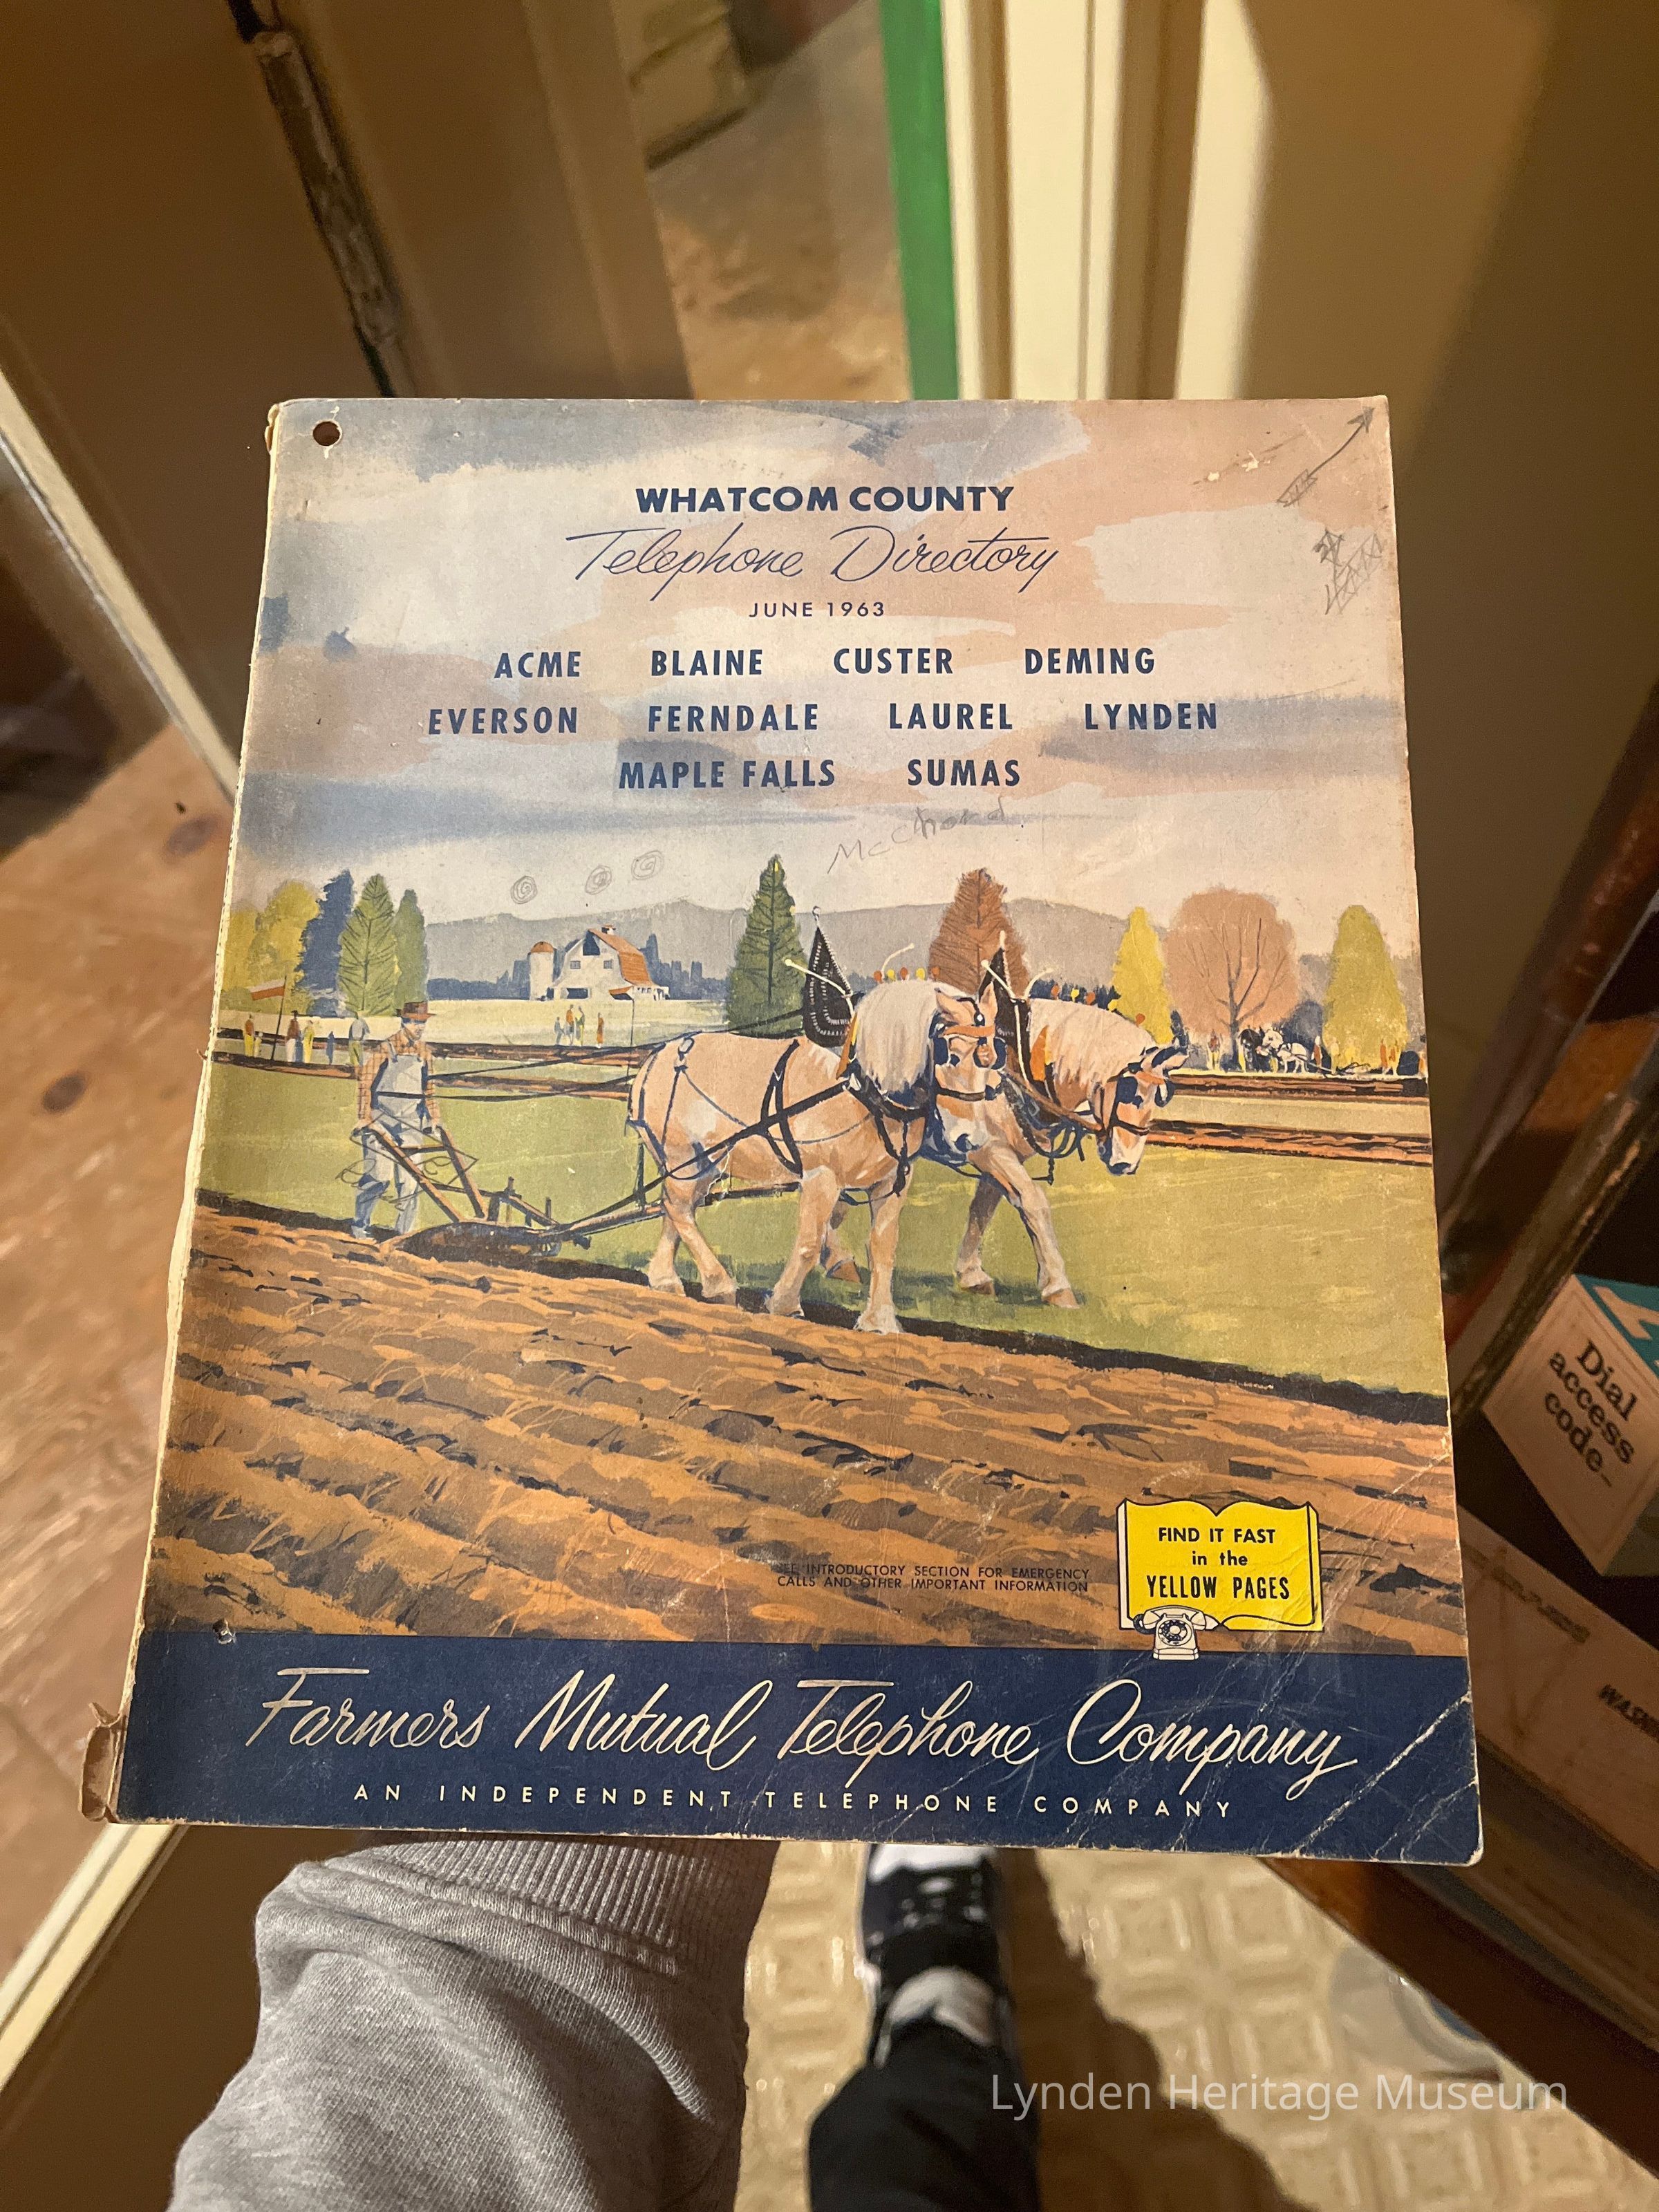 WHATCOM COUNTY
Telephone Directory
JUNE 1963
ACME BLAINE CUSTER DEMING
EVERSON FERNDALE LAUREL LYNDEN
MAPLE FALLS SUMAS
McChord
FIND IT FAST
in the
YELLOW PAGES
SEE INTRODUCTORY SECTION FOR EMERGENCY
CALLS AND OTHER IMPORTANT INFORMATION
Farmers Mutual Telephone Company
AN INDEPENDENT TELEPHONE COMPANY
Dial
access
code-
Lynden Heritage Museum